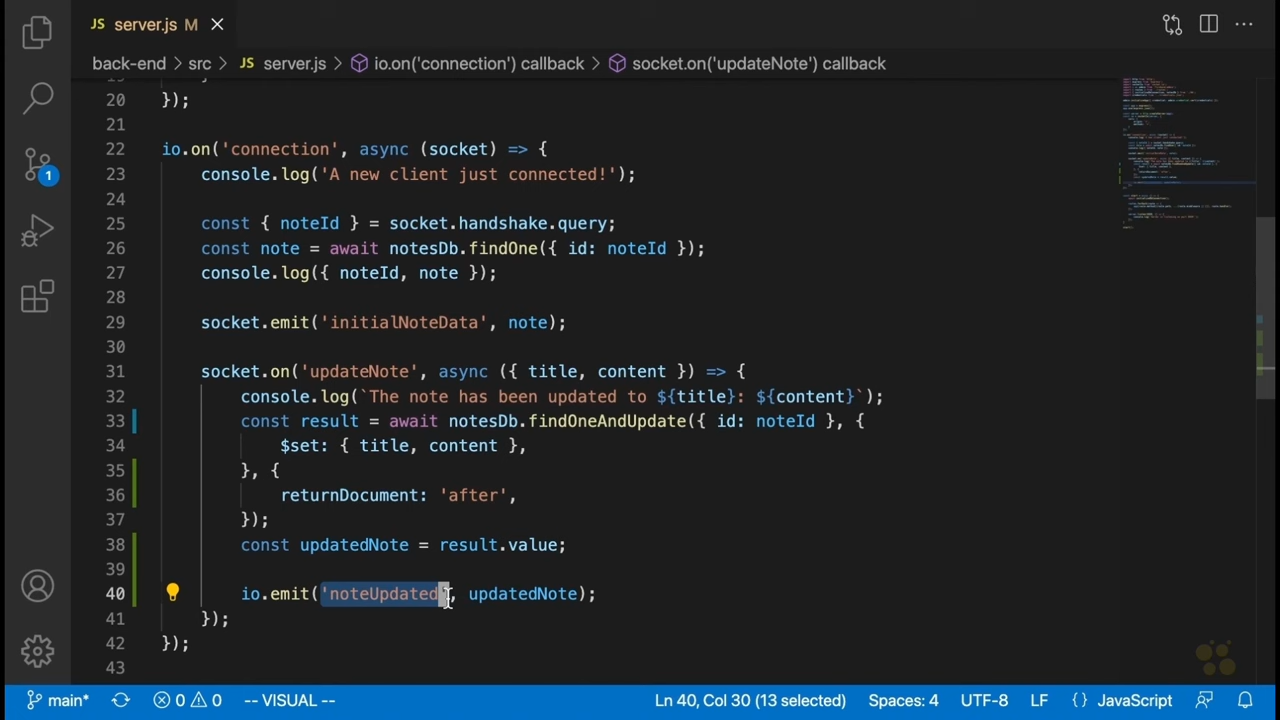 JS server.js M
back-end > src > JS server.js > io.on('connection') callback > socket.on('updateNote') callback
20 });
21
22 io.on('connection', async (socket) => {
23 console.log('A new client just connected!');
24
25 const { noteId } = socket.handshake.query;
26 const note = await notesDb.findOne({ id: noteId });
27 console.log({ noteId, note });
28
29 socket.emit('initialNoteData', note);
30
31 socket.on('updateNote', async ({ title, content }) => {
32 console.log(`The note has been updated to ${title}: ${content}`);
33 const result = await notesDb.findOneAndUpdate({ id: noteId }, {
34 $set: { title, content },
35 }, {
36 returnDocument: 'after',
37 });
38 const updatedNote = result.value;
39
40 io.emit('noteUpdated', updatedNote);
41 });
42 });
43
1
main* 0 0 -- VISUAL -- Ln 40, Col 30 (13 selected) Spaces: 4 UTF-8 LF {} JavaScript